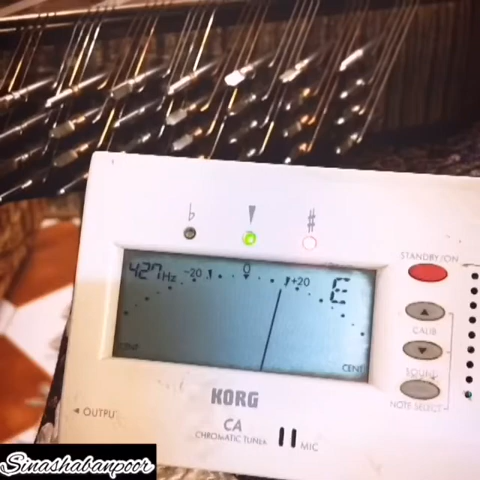 ♭ ♯
STANDBY/ON
427Hz -20 0 +20 E
CENT CENT
CALIB
SOUND
NOTE SELECT
KORG
CA
CHROMATIC TUNER
OUTPUT
MIC
Sinashabanpoor